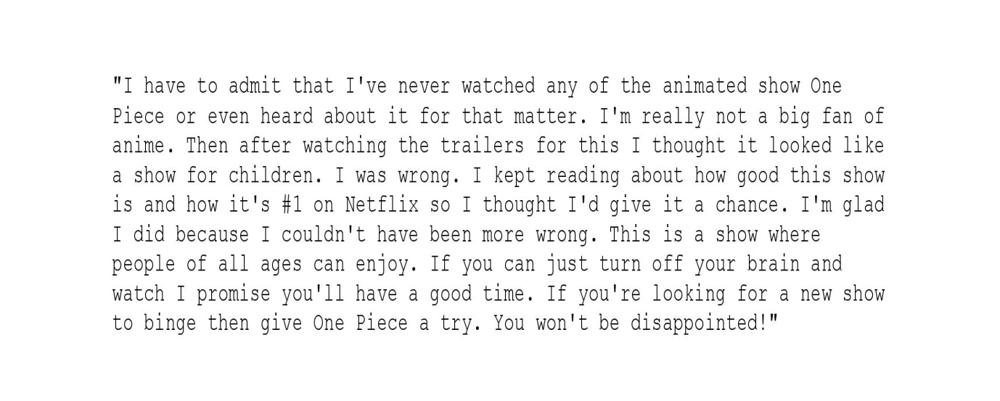 "I have to admit that I've never watched any of the animated show One
Piece or even heard about it for that matter. I'm really not a big fan of
anime. Then after watching the trailers for this I thought it looked like
a show for children. I was wrong. I kept reading about how good this show
is and how it's #1 on Netflix so I thought I'd give it a chance. I'm glad
I did because I couldn't have been more wrong. This is a show where
people of all ages can enjoy. If you can just turn off your brain and
watch I promise you'll have a good time. If you're looking for a new show
to binge then give One Piece a try. You won't be disappointed!"